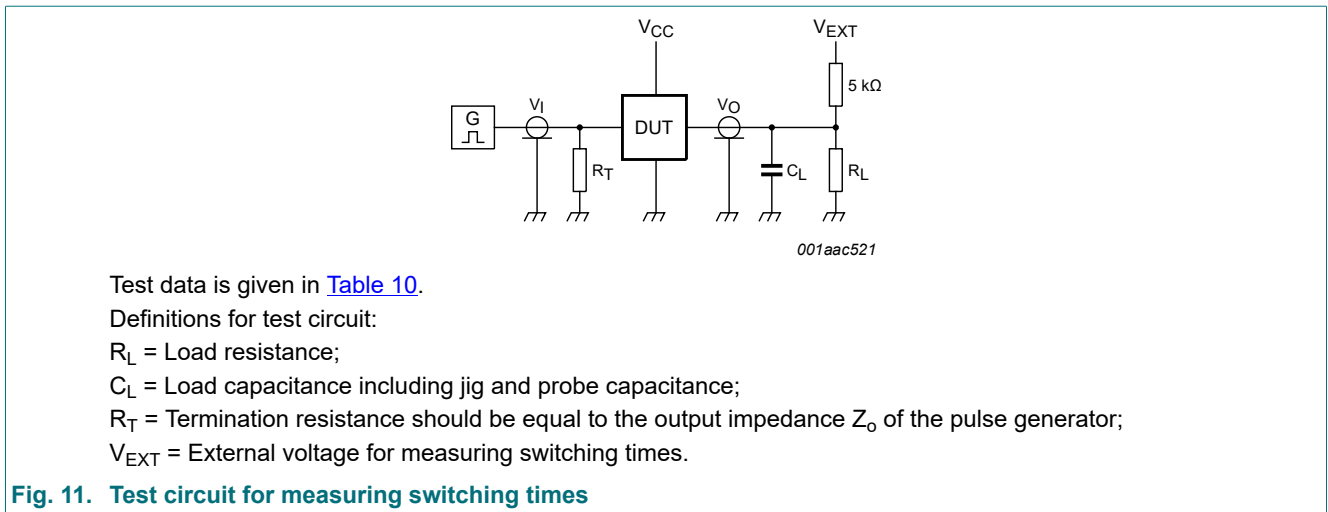 VCC
VEXT
5 kΩ
G
VI
DUT
VO
RT
CL
RL
001aac521
Test data is given in Table 10.
Definitions for test circuit:
RL = Load resistance;
CL = Load capacitance including jig and probe capacitance;
RT = Termination resistance should be equal to the output impedance Zo of the pulse generator;
VEXT = External voltage for measuring switching times.
Fig. 11. Test circuit for measuring switching times